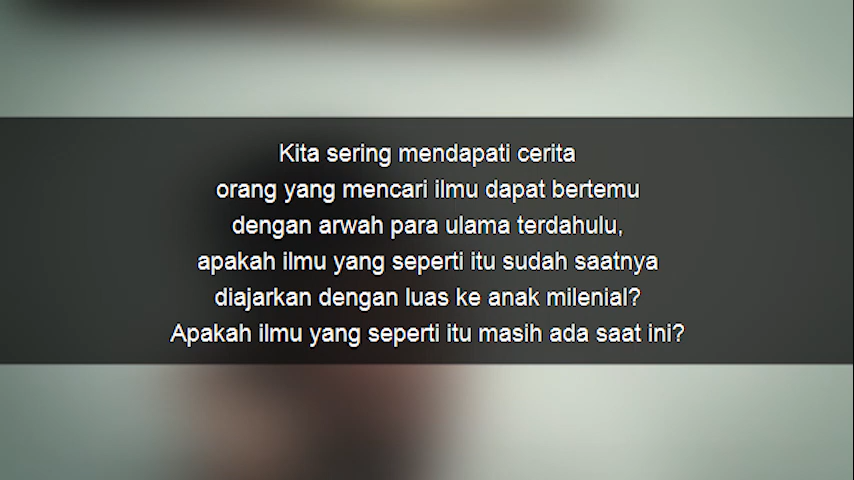 Kita sering mendapati cerita
orang yang mencari ilmu dapat bertemu
dengan arwah para ulama terdahulu,
apakah ilmu yang seperti itu sudah saatnya
diajarkan dengan luas ke anak milenial?
Apakah ilmu yang seperti itu masih ada saat ini?